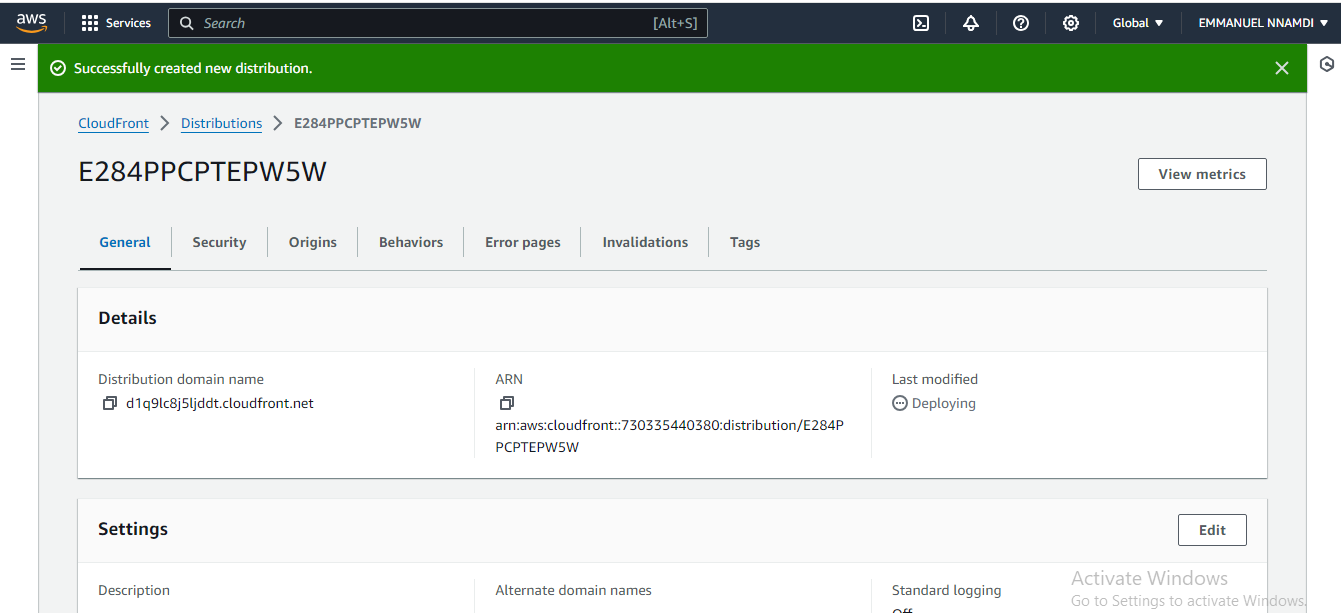 aws
Services
Search
[Alt+S]
Global
EMMANUEL NNAMDI
Successfully created new distribution.
CloudFront
Distributions
E284PPCPTEPW5W
E284PPCPTEPW5W
View metrics
General
Security
Origins
Behaviors
Error pages
Invalidations
Tags
Details
Distribution domain name
d1q9lc8j5ljddt.cloudfront.net
ARN
arn:aws:cloudfront::730335440380:distribution/E284P
PCPTEPW5W
Last modified
Deploying
Settings
Edit
Description
Alternate domain names
Standard logging
Off
Activate Windows
Go to Settings to activate Windows.